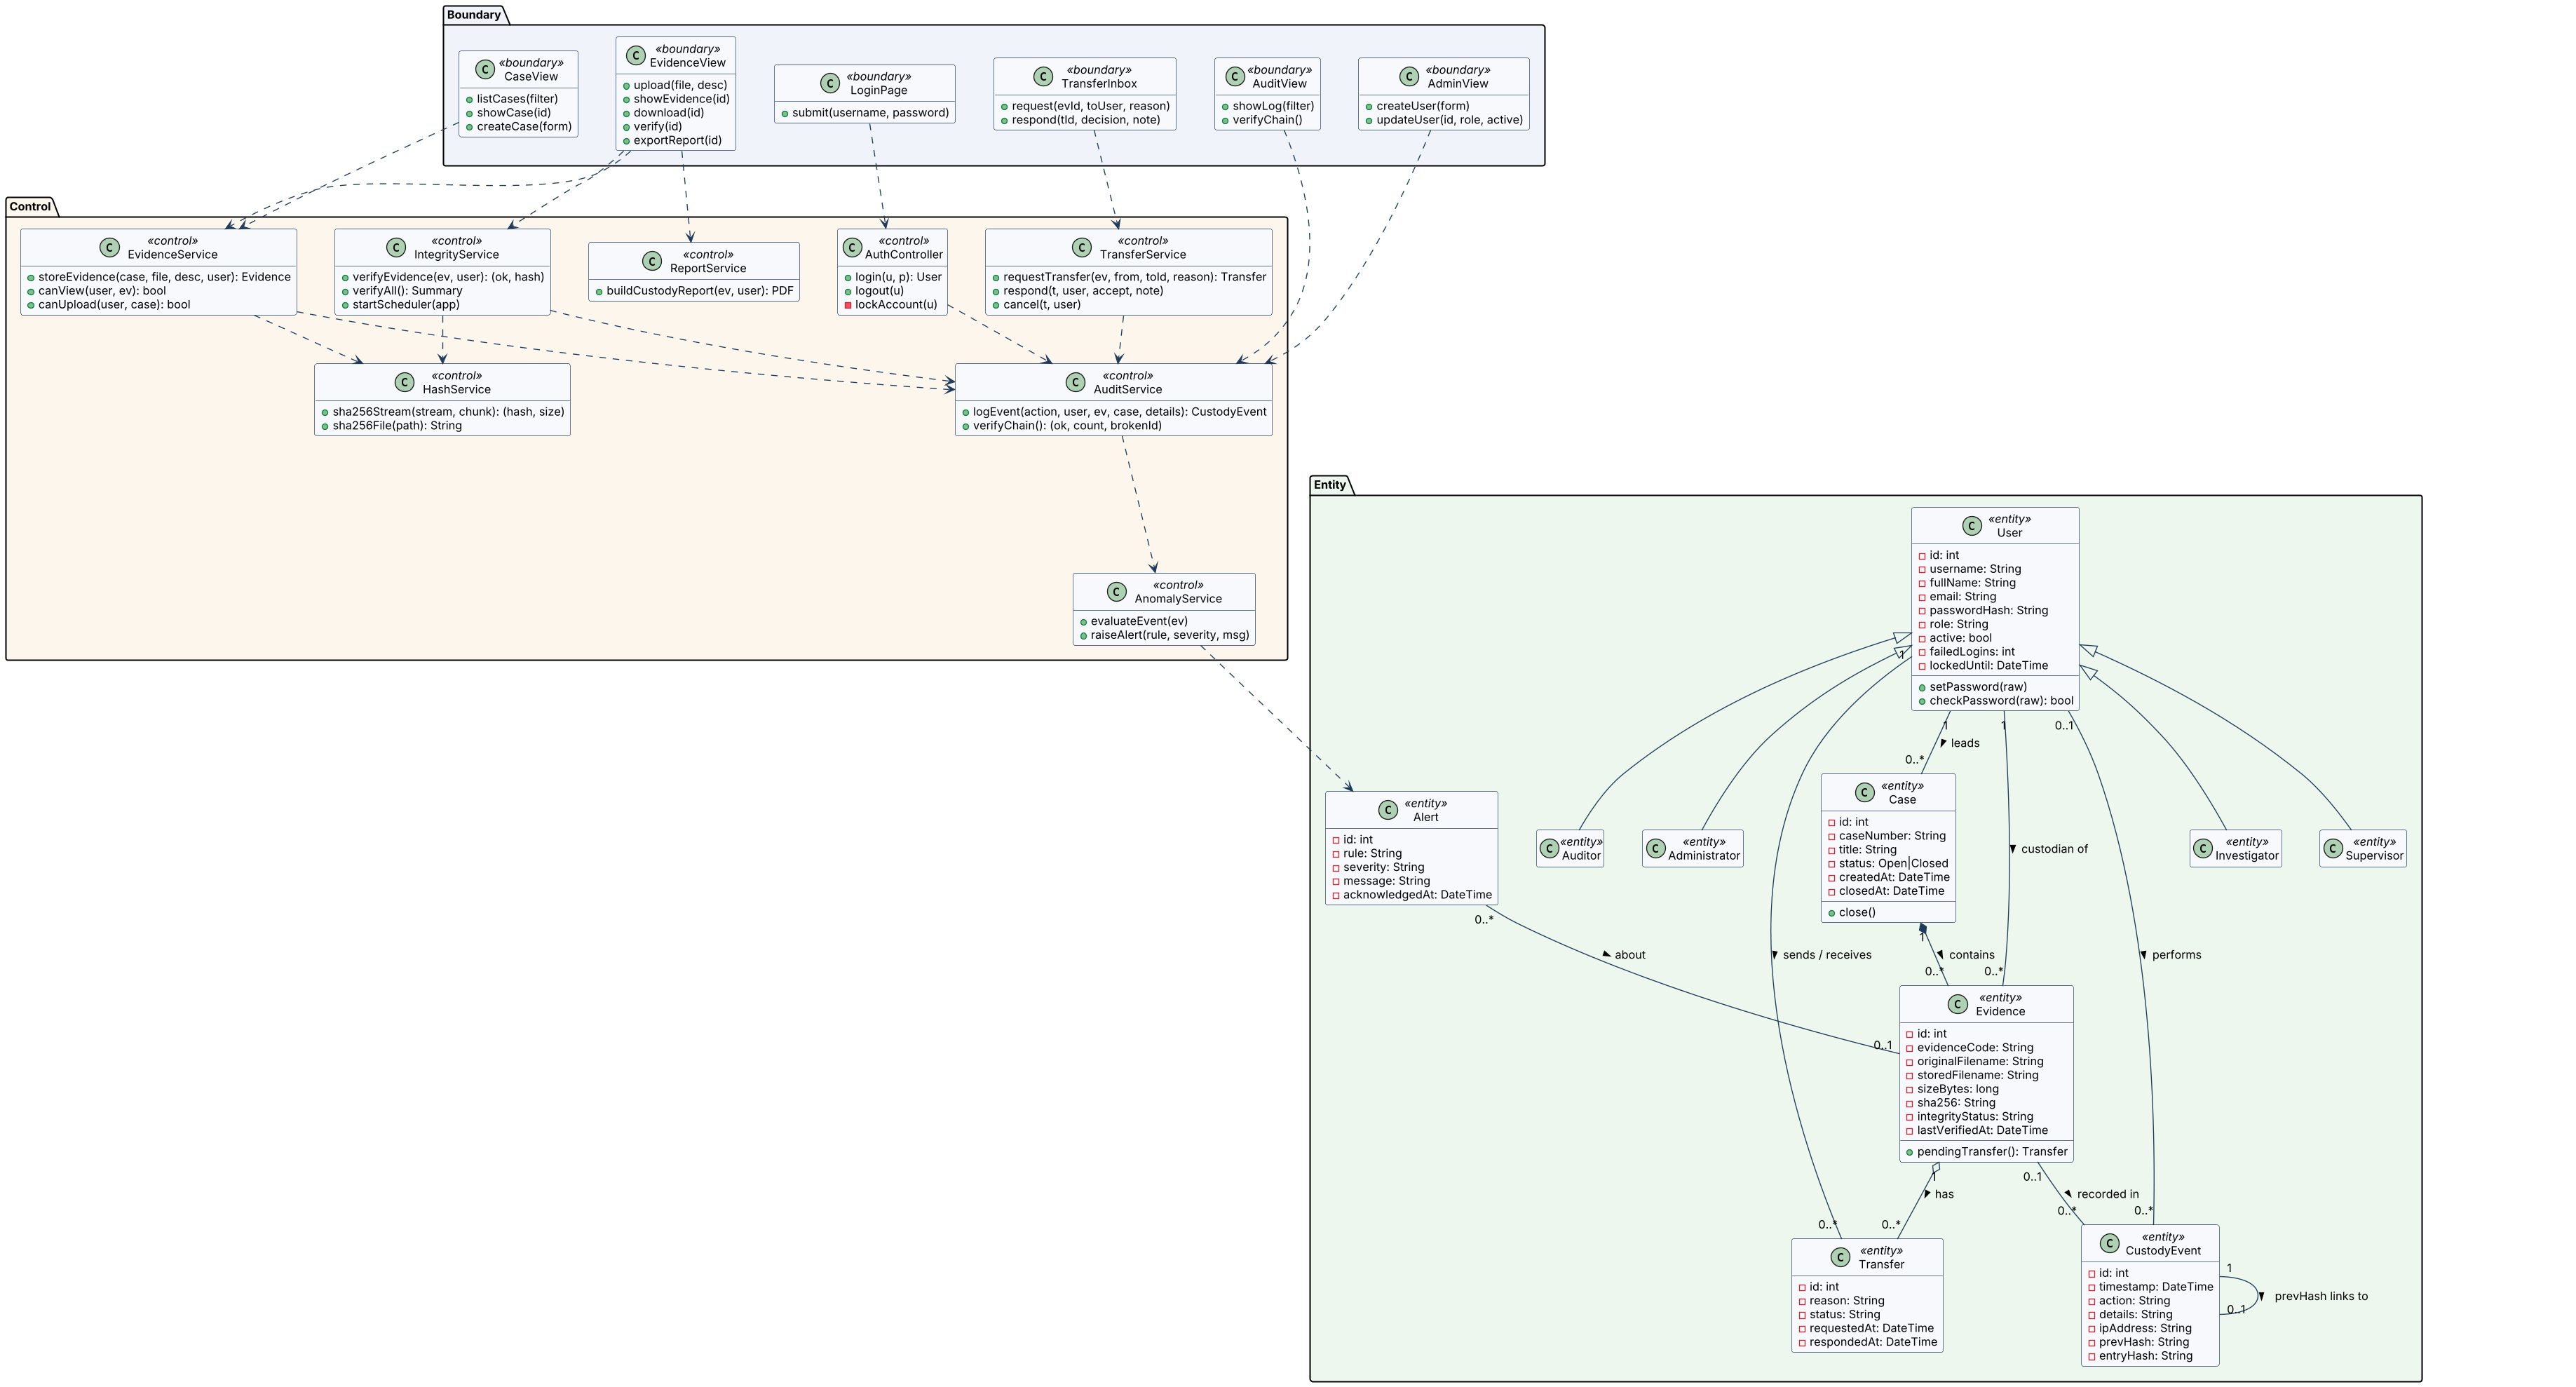 Boundary
«boundary»
CaseView
listCases(filter)
showCase(id)
createCase(form)
«boundary»
EvidenceView
upload(file, desc)
showEvidence(id)
download(id)
verify(id)
exportReport(id)
«boundary»
LoginPage
submit(username, password)
«boundary»
TransferInbox
request(evId, toUser, reason)
respond(tId, decision, note)
«boundary»
AuditView
showLog(filter)
verifyChain()
«boundary»
AdminView
createUser(form)
updateUser(id, role, active)
Control
«control»
EvidenceService
storeEvidence(case, file, desc, user): Evidence
canView(user, ev): bool
canUpload(user, case): bool
«control»
IntegrityService
verifyEvidence(ev, user): (ok, hash)
verifyAll(): Summary
startScheduler(app)
«control»
ReportService
buildCustodyReport(ev, user): PDF
«control»
AuthController
login(u, p): User
logout(u)
lockAccount(u)
«control»
TransferService
requestTransfer(ev, from, toId, reason): Transfer
respond(t, user, accept, note)
cancel(t, user)
«control»
HashService
sha256Stream(stream, chunk): (hash, size)
sha256File(path): String
«control»
AuditService
logEvent(action, user, ev, case, details): CustodyEvent
verifyChain(): (ok, count, brokenId)
«control»
AnomalyService
evaluateEvent(ev)
raiseAlert(rule, severity, msg)
Entity
«entity»
User
id: int
username: String
fullName: String
email: String
passwordHash: String
role: String
active: bool
failedLogins: int
lockedUntil: DateTime
setPassword(raw)
checkPassword(raw): bool
1
1
1
0..1
leads
0..*
«entity»
Alert
id: int
rule: String
severity: String
message: String
acknowledgedAt: DateTime
«entity»
Auditor
«entity»
Administrator
«entity»
Case
id: int
caseNumber: String
title: String
status: Open|Closed
createdAt: DateTime
closedAt: DateTime
close()
custodian of
«entity»
Investigator
«entity»
Supervisor
0..*
1
about
sends / receives
contains
performs
0..*
0..*
0..1
«entity»
Evidence
id: int
evidenceCode: String
originalFilename: String
storedFilename: String
sizeBytes: long
sha256: String
integrityStatus: String
lastVerifiedAt: DateTime
pendingTransfer(): Transfer
1
0..1
has
recorded in
0..*
0..*
0..*
0..*
«entity»
Transfer
id: int
reason: String
status: String
requestedAt: DateTime
respondedAt: DateTime
«entity»
CustodyEvent
id: int
timestamp: DateTime
action: String
details: String
ipAddress: String
prevHash: String
entryHash: String
1
prevHash links to
0..1